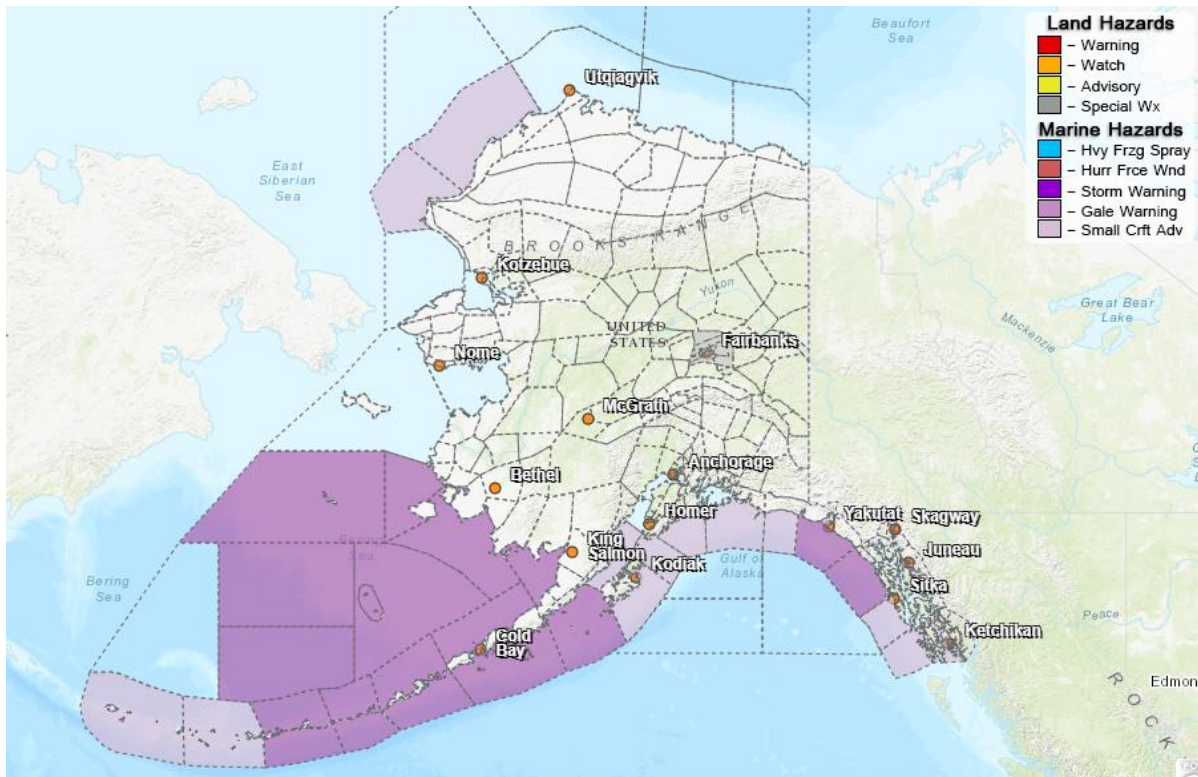 Beaufort
Sea
Land Hazards
– Warning
– Watch
– Advisory
– Special Wx
Marine Hazards
– Hvy Frzg Spray
– Hurr Frce Wnd
– Storm Warning
– Gale Warning
– Small Crft Adv
Utqiagvik
East
Siberian
Sea
BROOKS RANGE
Kotzebue
Yukon
Great Bear
Lake
Mackenzie
UNITED
STATES
Fairbanks
Nome
McGrath
Anchorage
Bethel
Homer
Yakutat
Skagway
King
Salmon
Kodiak
Juneau
Gulf of
Alaska
Sea
Bering
Sea
Sitka
Peace
Cold
Bay
Ketchikan
Edmon
ROCK